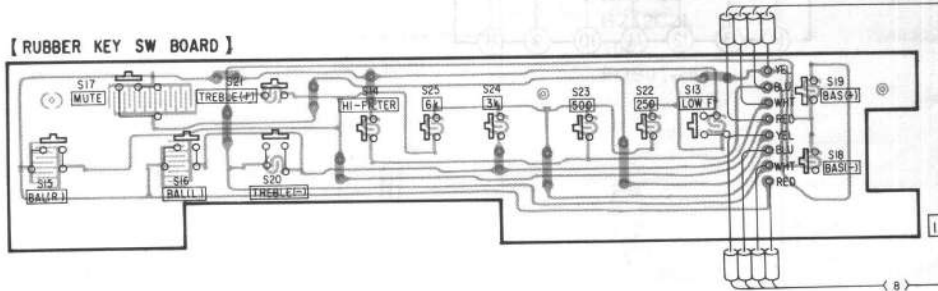 【RUBBER KEY SW BOARD】
S17
MUTE
S21
TREBLE(+)
S14
HI-FILTER
S25
6k
S24
3k
S23
500
S22
250
S13
LOW F
YEL
BLU
WHT
RED
YEL
BLU
WHT
RED
S19
BAS(+)
S18
BAS(-)
S15
BAL(R)
S16
BAL(L)
S20
TREBLE(-)
8